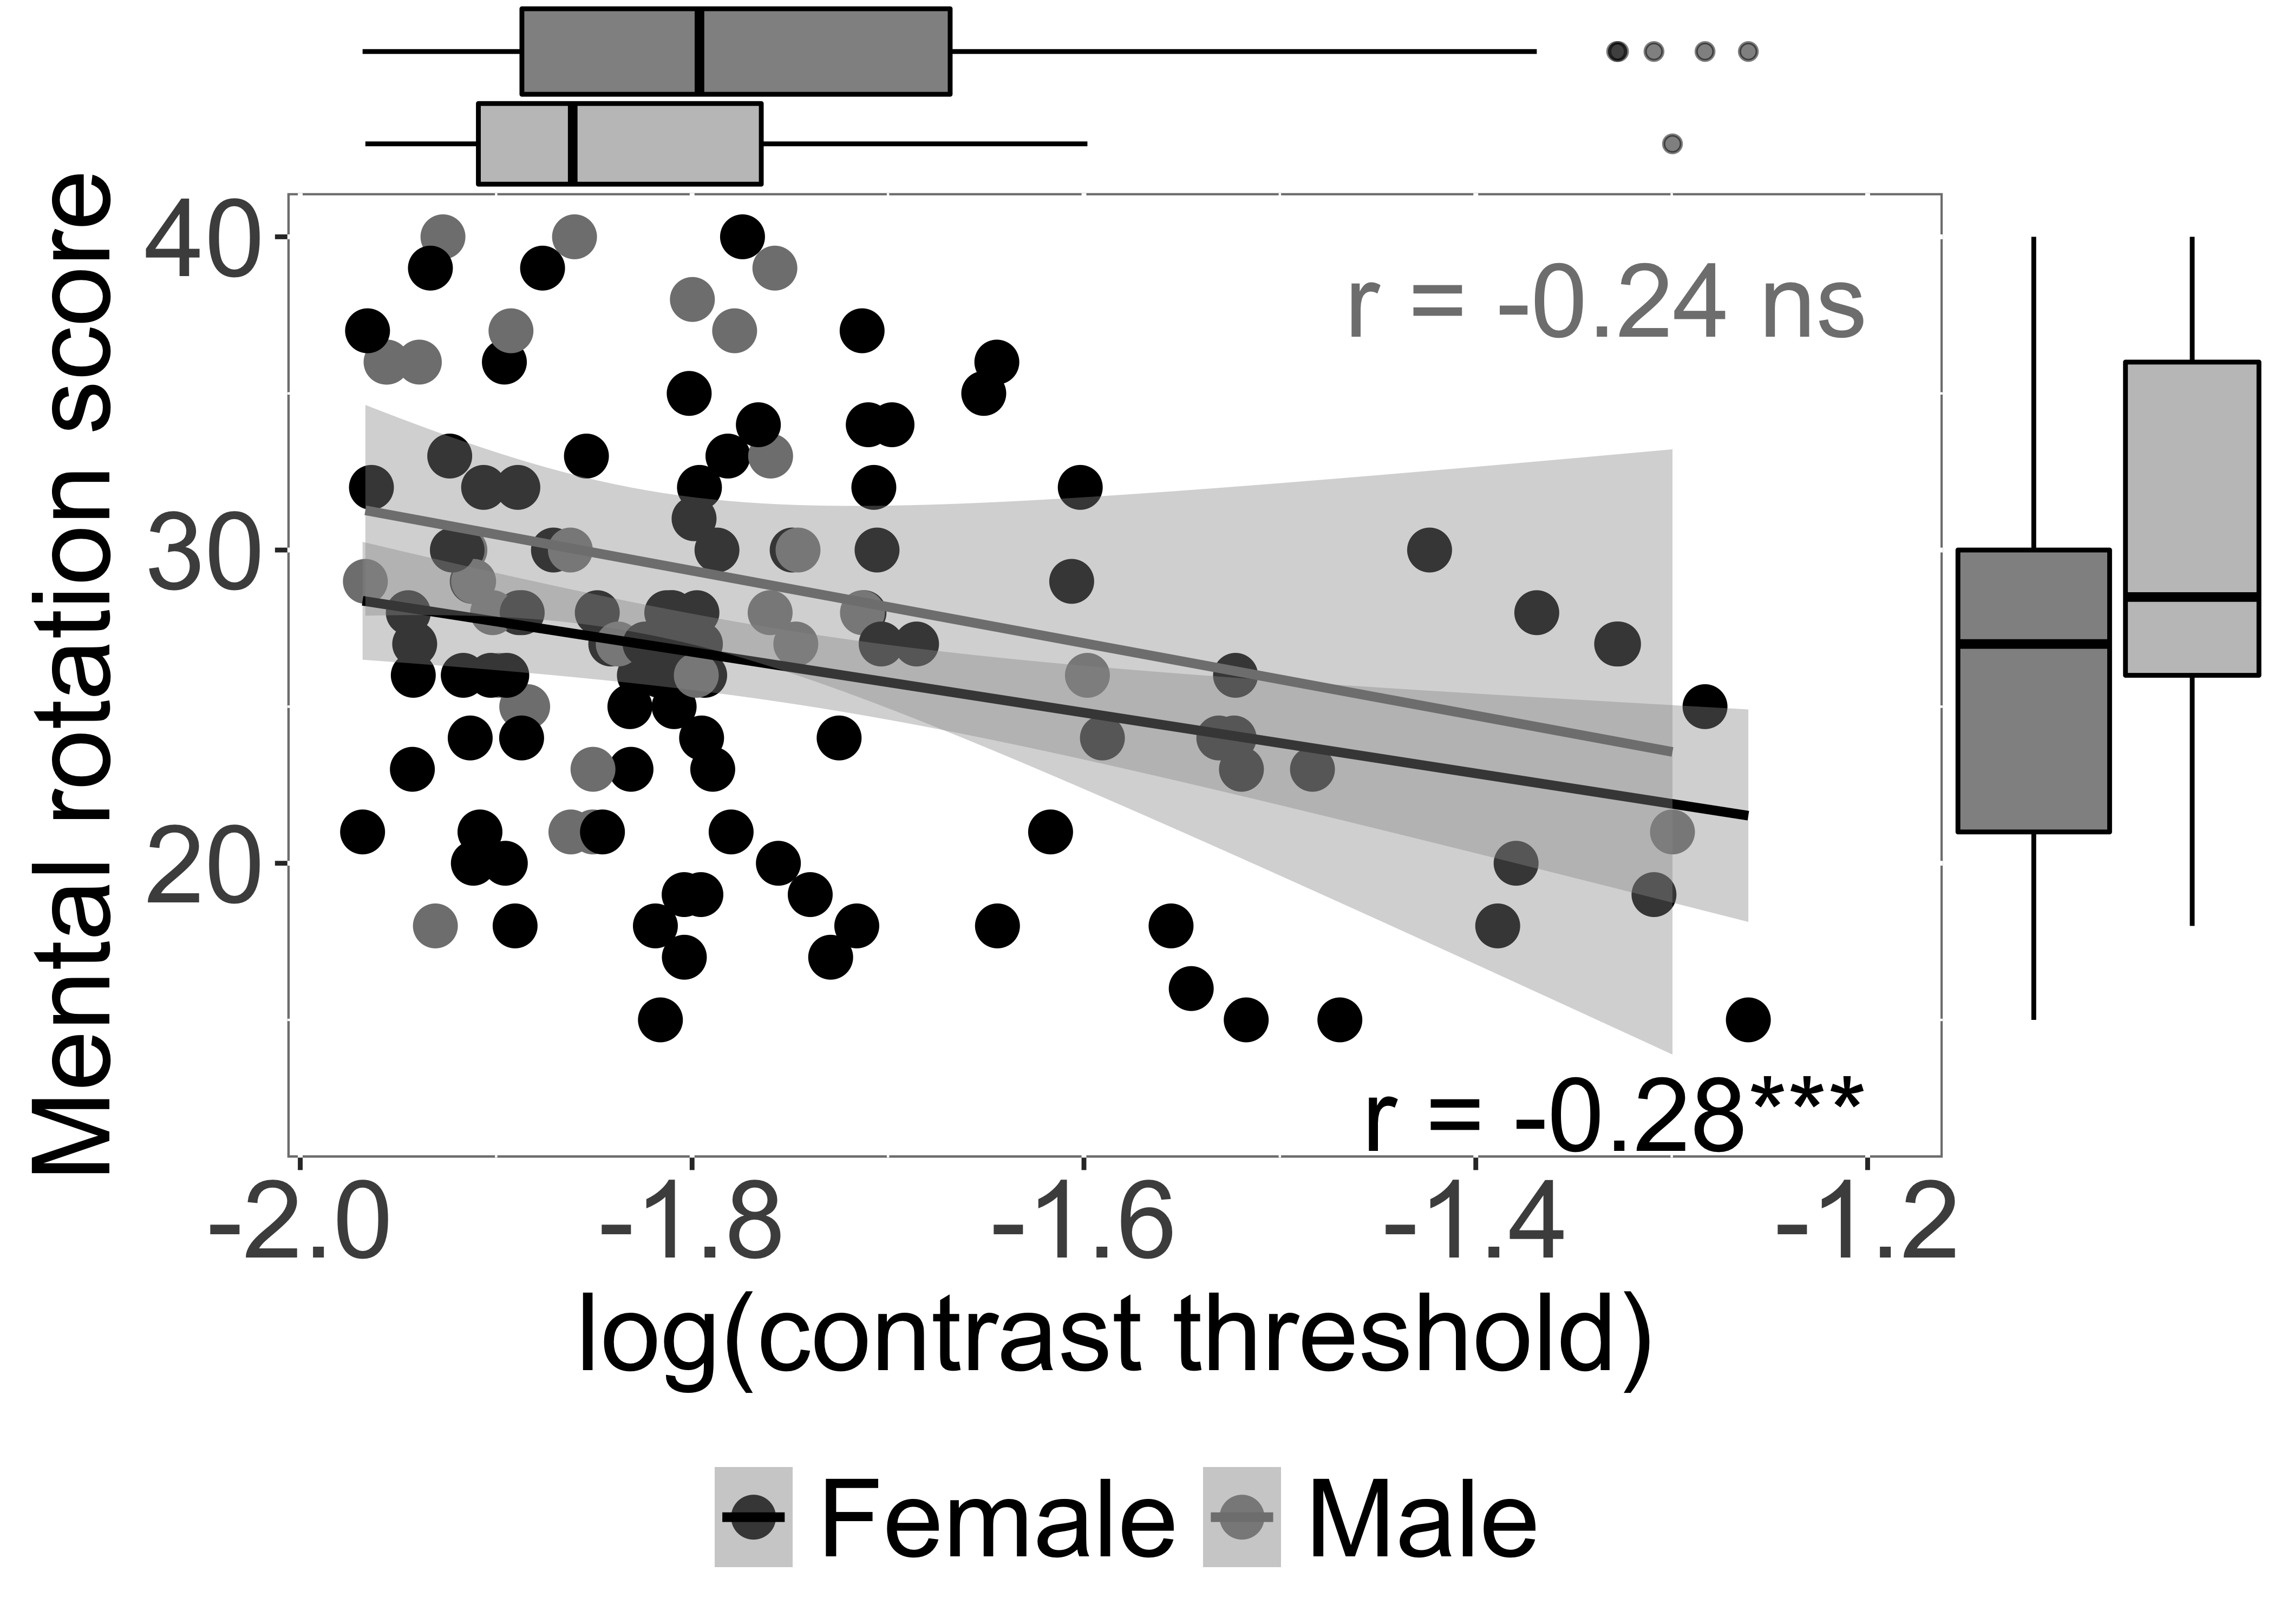 Mental rotation score
40
30
20
r = -0.24 ns
r = -0.28***
-2.0 -1.8 -1.6 -1.4 -1.2
log(contrast threshold)
Female Male